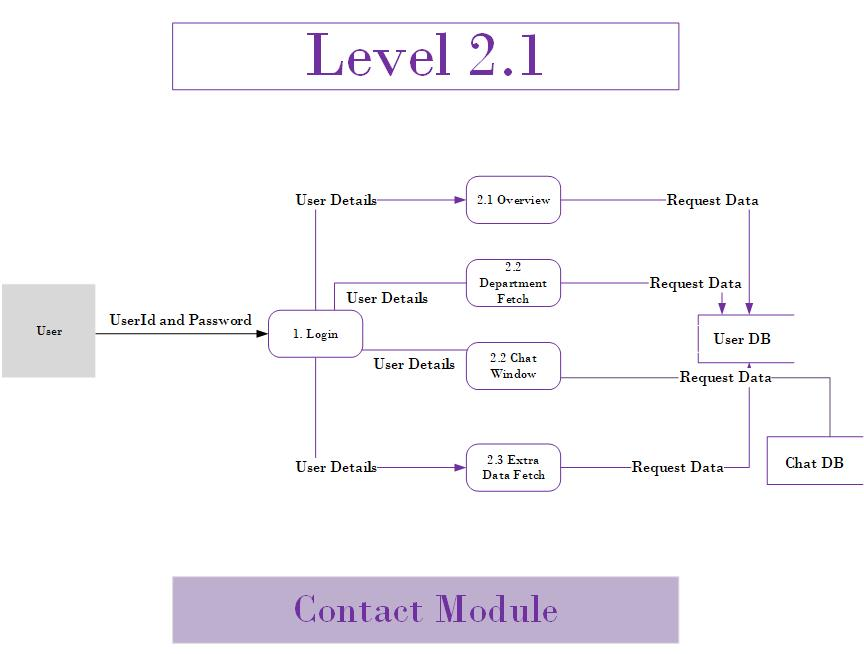 Level 2.1
User Details
2.1 Overview
Request Data
2.2
Department
Fetch
Request Data
User Details
User
UserId and Password
1. Login
User DB
User Details
2.2 Chat
Window
Request Data
User Details
2.3 Extra
Data Fetch
Request Data
Chat DB
Contact Module